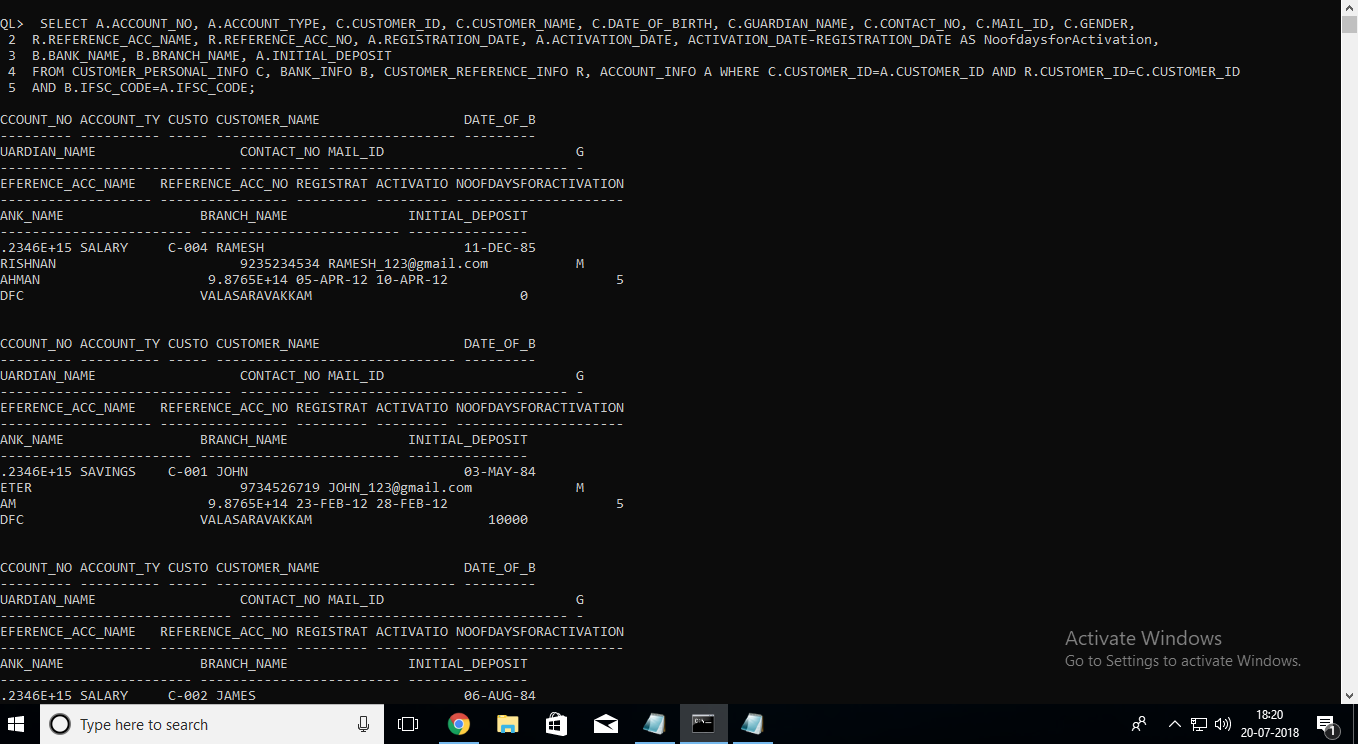 QL>  SELECT A.ACCOUNT_NO, A.ACCOUNT_TYPE, C.CUSTOMER_ID, C.CUSTOMER_NAME, C.DATE_OF_BIRTH, C.GUARDIAN_NAME, C.CONTACT_NO, C.MAIL_ID, C.GENDER,
2  R.REFERENCE_ACC_NAME, R.REFERENCE_ACC_NO, A.REGISTRATION_DATE, A.ACTIVATION_DATE, ACTIVATION_DATE-REGISTRATION_DATE AS NoofdaysforActivation,
3  B.BANK_NAME, B.BRANCH_NAME, A.INITIAL_DEPOSIT
4  FROM CUSTOMER_PERSONAL_INFO C, BANK_INFO B, CUSTOMER_REFERENCE_INFO R, ACCOUNT_INFO A WHERE C.CUSTOMER_ID=A.CUSTOMER_ID AND R.CUSTOMER_ID=C.CUSTOMER_ID
5  AND B.IFSC_CODE=A.IFSC_CODE;
CCOUNT_NO ACCOUNT_TY CUSTO CUSTOMER_NAME                  DATE_OF_B
--------- ---------- ----- ------------------------------ ---------
UARDIAN_NAME                  CONTACT_NO MAIL_ID                        G
----------------------------- ---------- ------------------------------ -
EFERENCE_ACC_NAME   REFERENCE_ACC_NO REGISTRAT ACTIVATIO NOOFDAYSFORACTIVATION
------------------- ---------------- --------- --------- ---------------------
ANK_NAME                 BRANCH_NAME               INITIAL_DEPOSIT
------------------------ ------------------------- ---------------
.2346E+15 SALARY     C-004 RAMESH                         11-DEC-85
RISHNAN                       9235234534 RAMESH_123@gmail.com           M
AHMAN                     9.8765E+14 05-APR-12 10-APR-12                     5
DFC                      VALASARAVAKKAM                          0
CCOUNT_NO ACCOUNT_TY CUSTO CUSTOMER_NAME                  DATE_OF_B
--------- ---------- ----- ------------------------------ ---------
UARDIAN_NAME                  CONTACT_NO MAIL_ID                        G
----------------------------- ---------- ------------------------------ -
EFERENCE_ACC_NAME   REFERENCE_ACC_NO REGISTRAT ACTIVATIO NOOFDAYSFORACTIVATION
------------------- ---------------- --------- --------- ---------------------
ANK_NAME                 BRANCH_NAME               INITIAL_DEPOSIT
------------------------ ------------------------- ---------------
.2346E+15 SAVINGS    C-001 JOHN                           03-MAY-84
ETER                          9734526719 JOHN_123@gmail.com             M
AM                        9.8765E+14 23-FEB-12 28-FEB-12                     5
DFC                      VALASARAVAKKAM                      10000
CCOUNT_NO ACCOUNT_TY CUSTO CUSTOMER_NAME                  DATE_OF_B
--------- ---------- ----- ------------------------------ ---------
UARDIAN_NAME                  CONTACT_NO MAIL_ID                        G
----------------------------- ---------- ------------------------------ -
EFERENCE_ACC_NAME   REFERENCE_ACC_NO REGISTRAT ACTIVATIO NOOFDAYSFORACTIVATION
------------------- ---------------- --------- --------- ---------------------
ANK_NAME                 BRANCH_NAME               INITIAL_DEPOSIT
------------------------ ------------------------- ---------------
.2346E+15 SALARY     C-002 JAMES                          06-AUG-84
Activate Windows
Go to Settings to activate Windows.
Type here to search
18:20
20-07-2018
1